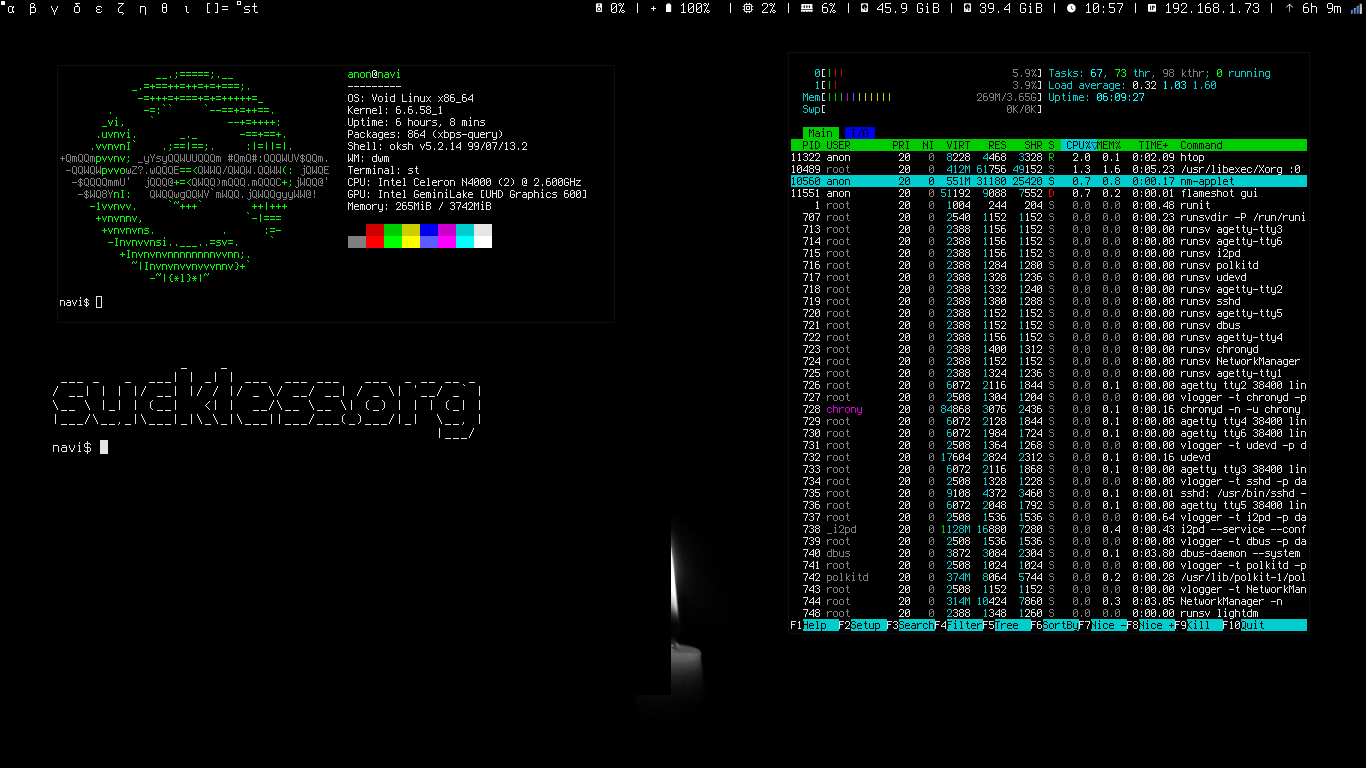 α β γ δ ε ζ η θ ι []= st
0% | + 100% | 2% | 6% | 45.9 GiB | 39.4 GiB | 10:57 | 192.168.1.73 | ↑ 6h 9m
anon@navi
---------
OS: Void Linux x86_64
Kernel: 6.6.58_1
Uptime: 6 hours, 8 mins
Packages: 864 (xbps-query)
Shell: oksh v5.2.14 99/07/13.2
WM: dwm
Terminal: st
CPU: Intel Celeron N4000 (2) @ 2.600GHz
GPU: Intel GeminiLake [UHD Graphics 600]
Memory: 265MiB / 3742MiB
navi$
suckless.org
navi$
0[||| 5.9%] Tasks: 67, 73 thr, 98 kthr; 0 running
1[|| 3.9%] Load average: 0.32 1.03 1.60
Mem[||||||||||| 269M/3.65G] Uptime: 06:09:27
Swp[ 0K/0K]
Main I/O
PID USER PRI NI VIRT RES SHR S CPU%▽MEM% TIME+ Command
11322 anon 20 0 8228 4468 3328 R 2.0 0.1 0:02.09 htop
10489 root 20 0 412M 61756 49152 S 1.3 1.6 0:05.23 /usr/libexec/Xorg :0
10560 anon 20 0 551M 31180 25420 S 0.7 0.8 0:00.17 nm-applet
11551 anon 20 0 51192 9088 7552 D 0.7 0.2 0:00.01 flameshot gui
1 root 20 0 1004 244 204 S 0.0 0.0 0:00.48 runit
707 root 20 0 2540 1152 1152 S 0.0 0.0 0:00.23 runsvdir -P /run/runi
713 root 20 0 2388 1152 1152 S 0.0 0.0 0:00.00 runsv agetty-tty3
714 root 20 0 2388 1156 1152 S 0.0 0.0 0:00.00 runsv agetty-tty6
715 root 20 0 2388 1156 1152 S 0.0 0.0 0:00.00 runsv i2pd
716 root 20 0 2388 1284 1280 S 0.0 0.0 0:00.00 runsv polkitd
717 root 20 0 2388 1328 1236 S 0.0 0.0 0:00.00 runsv udevd
718 root 20 0 2388 1332 1240 S 0.0 0.0 0:00.00 runsv agetty-tty2
719 root 20 0 2388 1380 1288 S 0.0 0.0 0:00.00 runsv sshd
720 root 20 0 2388 1152 1152 S 0.0 0.0 0:00.00 runsv agetty-tty5
721 root 20 0 2388 1152 1152 S 0.0 0.0 0:00.00 runsv dbus
722 root 20 0 2388 1156 1152 S 0.0 0.0 0:00.00 runsv agetty-tty4
723 root 20 0 2388 1400 1312 S 0.0 0.0 0:00.00 runsv chronyd
724 root 20 0 2388 1152 1152 S 0.0 0.0 0:00.00 runsv NetworkManager
725 root 20 0 2388 1324 1236 S 0.0 0.0 0:00.00 runsv agetty-tty1
726 root 20 0 6072 2116 1844 S 0.0 0.1 0:00.00 agetty tty2 38400 lin
727 root 20 0 2508 1304 1204 S 0.0 0.0 0:00.00 vlogger -t chronyd -p
728 chrony 20 0 84868 3076 2436 S 0.0 0.1 0:00.16 chronyd -n -u chrony
729 root 20 0 6072 2128 1844 S 0.0 0.1 0:00.00 agetty tty4 38400 lin
730 root 20 0 6072 1984 1724 S 0.0 0.1 0:00.00 agetty tty6 38400 lin
731 root 20 0 2508 1364 1268 S 0.0 0.0 0:00.00 vlogger -t udevd -p d
732 root 20 0 17604 2824 2312 S 0.0 0.1 0:00.16 udevd
733 root 20 0 6072 2116 1868 S 0.0 0.1 0:00.00 agetty tty3 38400 lin
734 root 20 0 2508 1328 1228 S 0.0 0.0 0:00.00 vlogger -t sshd -p da
735 root 20 0 9108 4372 3460 S 0.0 0.1 0:00.01 sshd: /usr/bin/sshd -
736 root 20 0 6072 2048 1792 S 0.0 0.1 0:00.00 agetty tty5 38400 lin
737 root 20 0 2508 1536 1536 S 0.0 0.0 0:00.64 vlogger -t i2pd -p da
738 _i2pd 20 0 1128M 16880 7280 S 0.0 0.4 0:00.43 i2pd --service --conf
739 root 20 0 2508 1536 1536 S 0.0 0.0 0:00.00 vlogger -t dbus -p da
740 dbus 20 0 3872 3084 2304 S 0.0 0.1 0:03.80 dbus-daemon --system
741 root 20 0 2508 1024 1024 S 0.0 0.0 0:00.00 vlogger -t polkitd -p
742 polkitd 20 0 374M 8064 5744 S 0.0 0.2 0:00.28 /usr/lib/polkit-1/pol
743 root 20 0 2508 1152 1152 S 0.0 0.0 0:00.00 vlogger -t NetworkMan
744 root 20 0 314M 10424 7860 S 0.0 0.3 0:03.05 NetworkManager -n
748 root 20 0 2388 1348 1260 S 0.0 0.0 0:00.00 runsv lightdm
F1Help F2Setup F3SearchF4FilterF5Tree F6SortByF7Nice -F8Nice +F9Kill F10Quit